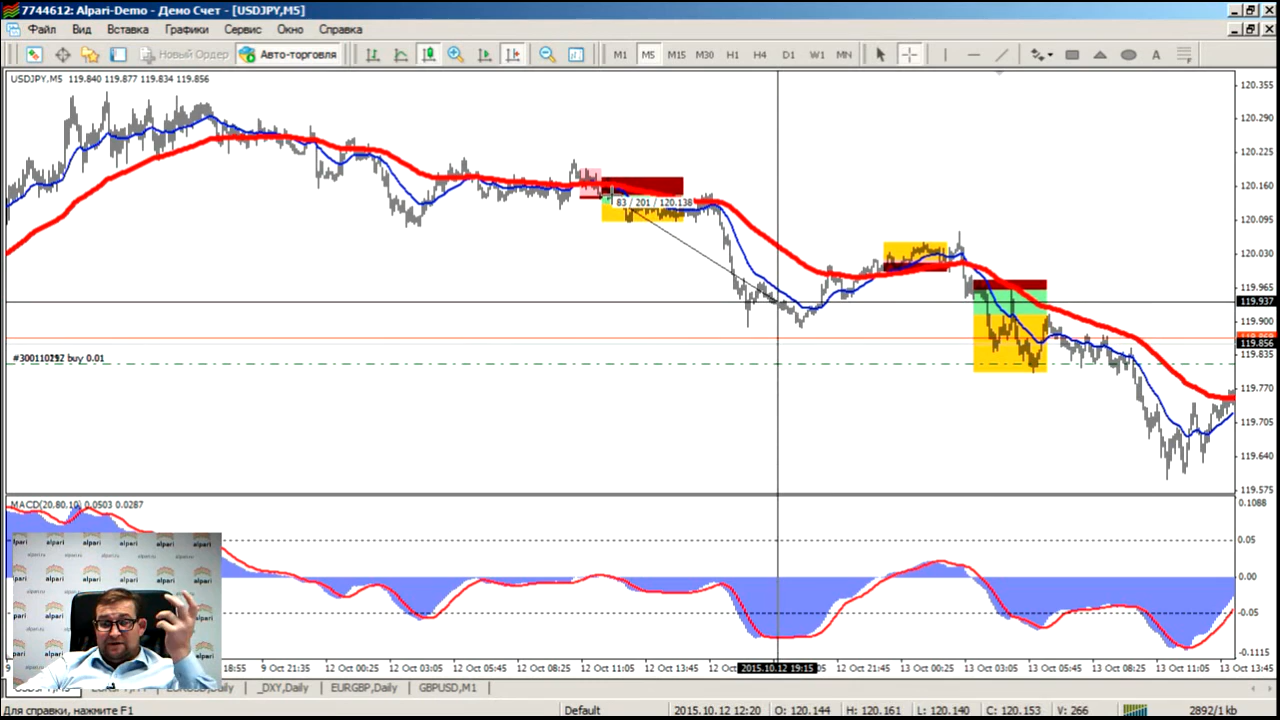 7744612: Alpari-Demo - Демо Счет - [USDJPY,M5]
Файл Вид Вставка Графики Сервис Окно Справка
Новый Ордер Авто-торговля M1 M5 M15 M30 H1 H4 D1 W1 MN A
USDJPY,M5 119.840 119.877 119.834 119.856
120.355
120.290
120.225
120.160
83 / 201 / 120.138
120.095
120.030
119.965
119.937
119.900
119.856
#3001 buy 0.01
119.835
119.770
119.705
119.640
119.575
MACD(20,80,10) 0.0503 0.0287
0.1088
0.05
0.00
-0.05
-0.1115
alpari alpari alpari alpari alpari
alpari
alpari
18:55 9 Oct 21:35 12 Oct 00:25 12 Oct 03:05 12 Oct 05:45 12 Oct 08:25 12 Oct 11:05 12 Oct 13:45 12 Oct 2015.10.12 19:15 12 Oct 21:45 13 Oct 00:25 13 Oct 03:05 13 Oct 05:45 13 Oct 08:25 13 Oct 11:05 13 Oct 13:45
_DXY,Daily EURGBP,Daily GBPUSD,M1
Для справки, нажмите F1 Default 2015.10.12 12:20 O: 120.144 H: 120.161 L: 120.140 C: 120.153 V: 266 2892/1 kb